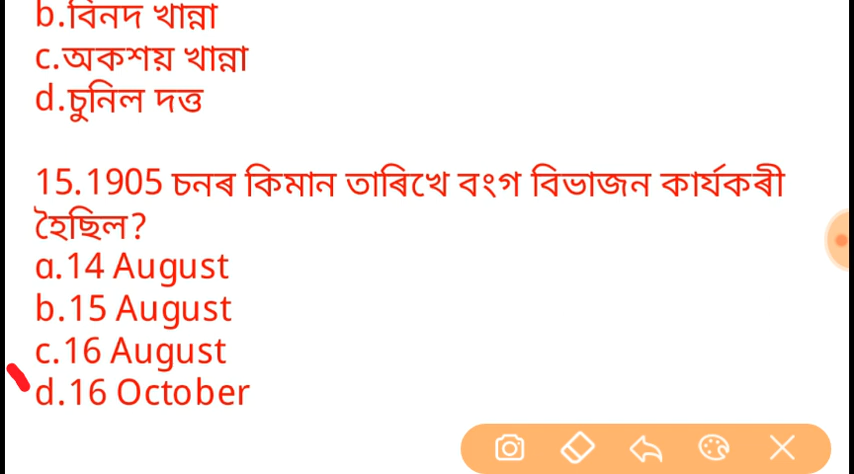 b.বিনদ খান্না
c.অকশয় খান্না
d.চুনিল দত্ত
15.1905 চনৰ কিমান তাৰিখে বংগ বিভাজন কাৰ্যকৰী
হৈছিল?
a.14 August
b.15 August
c.16 August
d.16 October